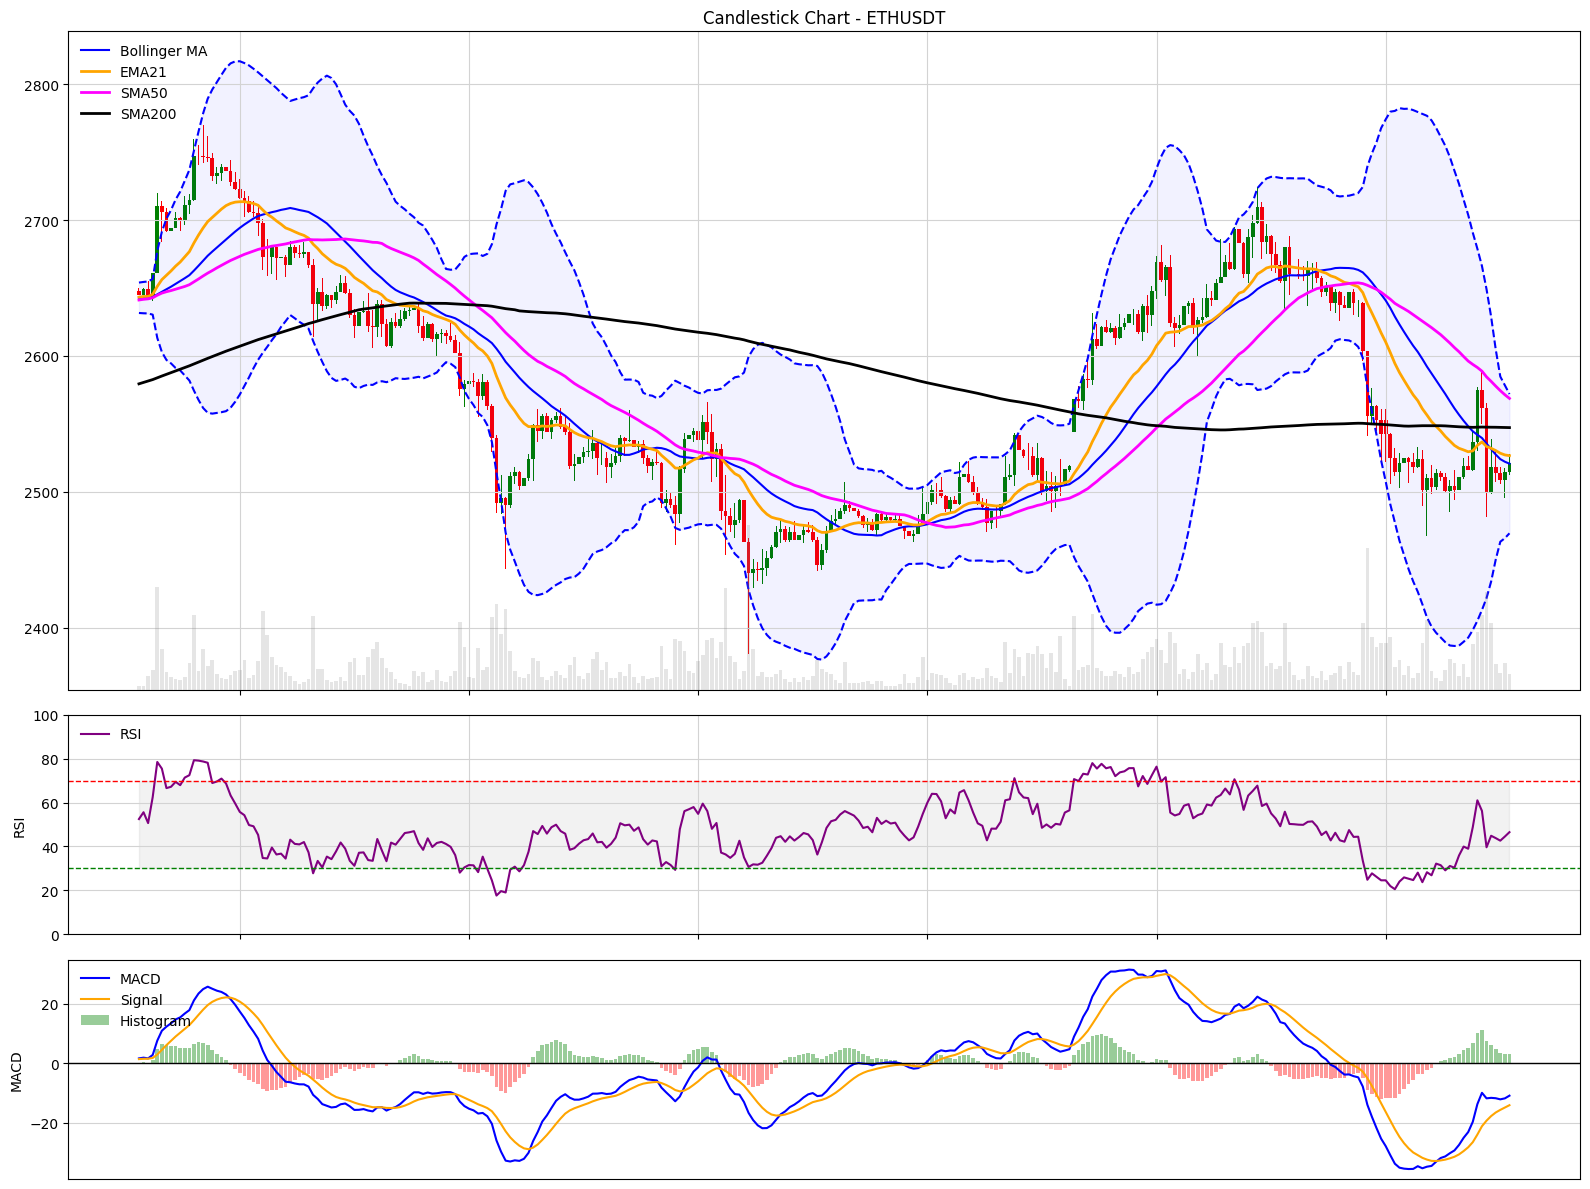 Candlestick Chart - ETHUSDT
Bollinger MA
EMA21
SMA50
SMA200
2800
2700
2600
2500
2400
100
80
60
40
20
0
RSI
RSI
MACD
Signal
Histogram
20
0
−20
MACD